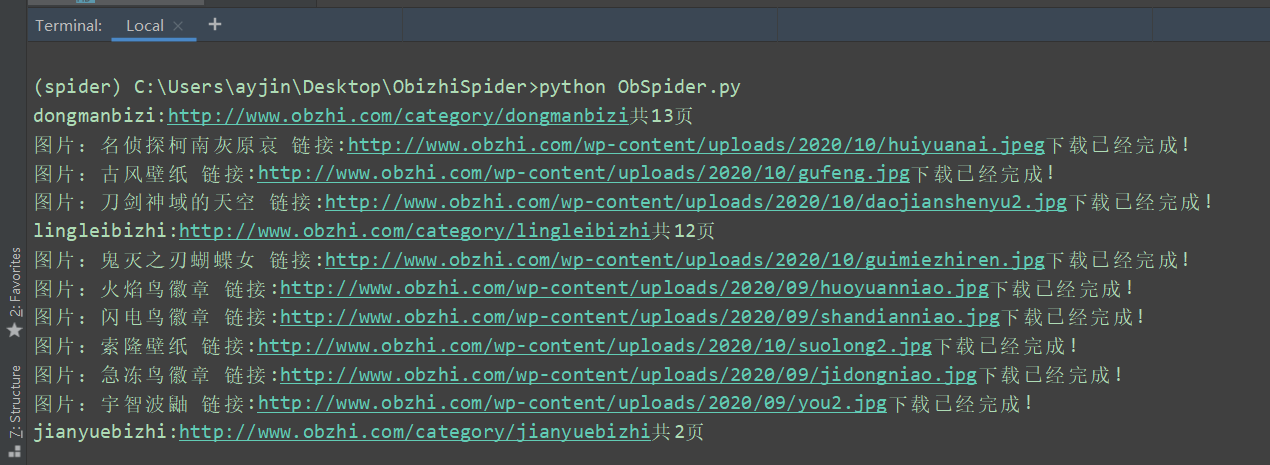 Terminal: Local × +
(spider) C:\Users\ayjin\Desktop\ObizhiSpider>python ObSpider.py
dongmanbizi:http://www.obzhi.com/category/dongmanbizi共13页
图片: 名侦探柯南灰原哀 链接:http://www.obzhi.com/wp-content/uploads/2020/10/huiyuanai.jpeg下载已经完成!
图片: 古风壁纸 链接:http://www.obzhi.com/wp-content/uploads/2020/10/gufeng.jpg下载已经完成!
图片: 刀剑神域的天空 链接:http://www.obzhi.com/wp-content/uploads/2020/10/daojianshenyu2.jpg下载已经完成!
lingleibizhi:http://www.obzhi.com/category/lingleibizhi共12页
图片: 鬼灭之刃蝴蝶女 链接:http://www.obzhi.com/wp-content/uploads/2020/10/guimiezhiren.jpg下载已经完成!
图片: 火焰鸟徽章 链接:http://www.obzhi.com/wp-content/uploads/2020/09/huoyuanniao.jpg下载已经完成!
图片: 闪电鸟徽章 链接:http://www.obzhi.com/wp-content/uploads/2020/09/shandianniao.jpg下载已经完成!
图片: 索隆壁纸 链接:http://www.obzhi.com/wp-content/uploads/2020/10/suolong2.jpg下载已经完成!
图片: 急冻鸟徽章 链接:http://www.obzhi.com/wp-content/uploads/2020/09/jidongniao.jpg下载已经完成!
图片: 宇智波鼬 链接:http://www.obzhi.com/wp-content/uploads/2020/09/you2.jpg下载已经完成!
jianyuebizhi:http://www.obzhi.com/category/jianyuebizhi共2页
2: Favorites
Z: Structure